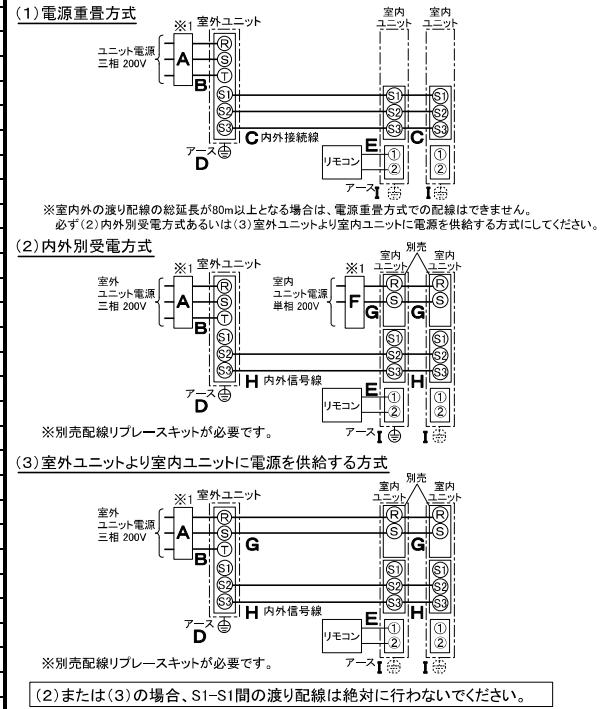 (1)電源重畳方式
※1 室外ユニット
室内
ユニット
室内
ユニット
ユニット電源
三相 200V
A
B
R
S
T
S1
S2
S3
S1
S2
S3
S1
S2
S3
C 内外接続線
C
アース
D
E
リモコン
①
②
①
②
アース I
I
※室内外の渡り配線の総延長が80m以上となる場合は、電源重畳方式での配線はできません。
必ず(2)内外別受電方式あるいは(3)室外ユニットより室内ユニットに電源を供給する方式にしてください。
(2)内外別受電方式
別売
※1 室外ユニット
※1
室内
ユニット
室内
ユニット
室外
ユニット電源
三相 200V
A
B
R
S
T
S1
S2
S3
室内
ユニット電源
単相 200V
F
G
R
S
G
R
S
S1
S2
S3
S1
S2
S3
H 内外信号線
H
アース
D
E
リモコン
①
②
①
②
アース I
I
※別売配線リプレースキットが必要です。
(3)室外ユニットより室内ユニットに電源を供給する方式
別売
※1 室外ユニット
室内
ユニット
室内
ユニット
室外
ユニット電源
三相 200V
A
B
R
S
T
S1
S2
S3
G
R
S
G
R
S
S1
S2
S3
S1
S2
S3
H 内外信号線
H
アース
D
E
リモコン
①
②
①
②
アース I
I
※別売配線リプレースキットが必要です。
(2)または(3)の場合、S1-S1間の渡り配線は絶対に行わないでください。